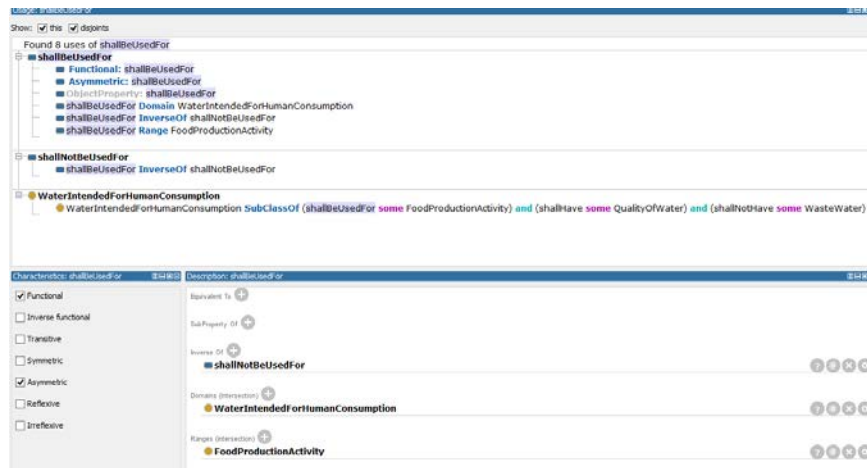 Usage: shallBeUsedFor
Show: this disjoints
Found 8 uses of shallBeUsedFor
shallBeUsedFor
Functional: shallBeUsedFor
Asymmetric: shallBeUsedFor
ObjectProperty: shallBeUsedFor
shallBeUsedFor Domain WaterIntendedForHumanConsumption
shallBeUsedFor InverseOf shallNotBeUsedFor
shallBeUsedFor Range FoodProductionActivity
shallNotBeUsedFor
shallBeUsedFor InverseOf shallNotBeUsedFor
WaterIntendedForHumanConsumption
WaterIntendedForHumanConsumption SubClassOf (shallBeUsedFor some FoodProductionActivity) and (shallHave some QualityOfWater) and (shallNotHave some WasteWater)
Characteristics: shallBeUsedFor
Functional
Inverse functional
Transitive
Symmetric
Asymmetric
Reflexive
Irreflexive
Description: shallBeUsedFor
Equivalent To
SubProperty Of
Inverse Of
shallNotBeUsedFor
Domains (intersection)
WaterIntendedForHumanConsumption
Ranges (intersection)
FoodProductionActivity